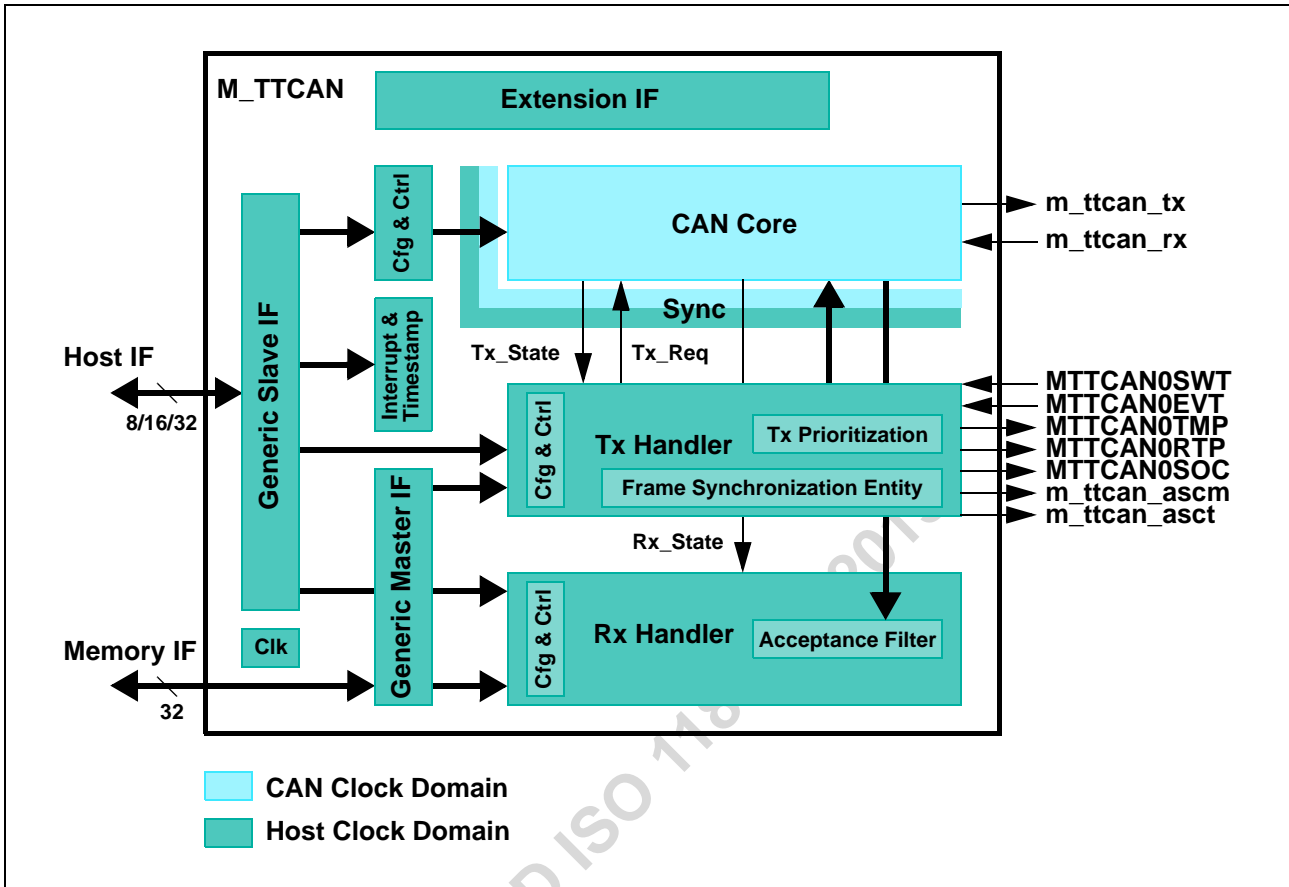 M_TTCAN
Extension IF
Cfg & Ctrl
CAN Core
m_ttcan_tx
m_ttcan_rx
Sync
Generic Slave IF
Interrupt &
Timestamp
Host IF
8/16/32
Tx_State
Tx_Req
Cfg & Ctrl
Tx Handler
Tx Prioritization
Frame Synchronization Entity
MTTCAN0SWT
MTTCAN0EVT
MTTCAN0TMP
MTTCAN0RTP
MTTCAN0SOC
m_ttcan_ascm
m_ttcan_asct
Generic Master IF
Rx_State
Cfg & Ctrl
Rx Handler
Acceptance Filter
Clk
Memory IF
32
CAN Clock Domain
Host Clock Domain
ISO